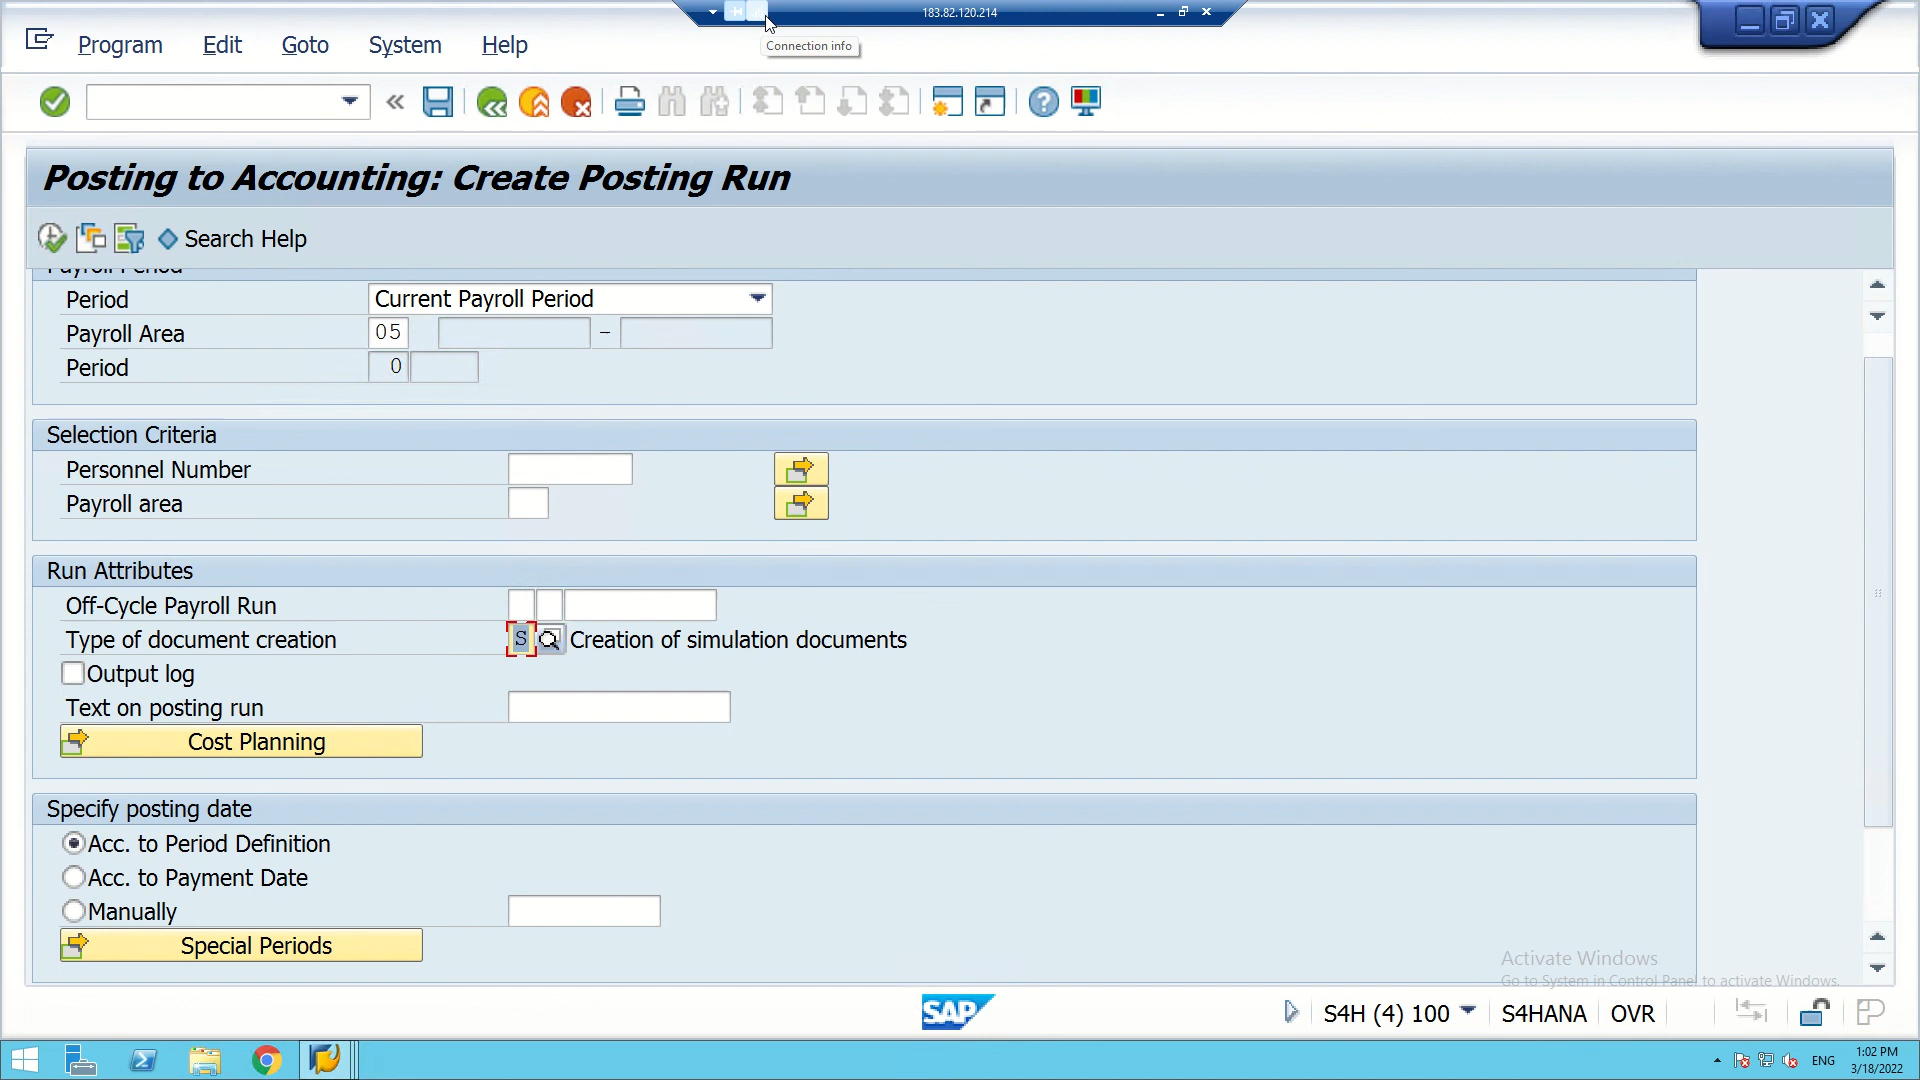 183.82.120.214
Program Edit Goto System Help
Connection info
Posting to Accounting: Create Posting Run
Search Help
Payroll Period
Period Current Payroll Period
Payroll Area 05 –
Period 0
Selection Criteria
Personnel Number
Payroll area
Run Attributes
Off-Cycle Payroll Run
Type of document creation S Creation of simulation documents
Output log
Text on posting run
Cost Planning
Specify posting date
Acc. to Period Definition
Acc. to Payment Date
Manually
Special Periods
Activate Windows
Go to System in Control Panel to activate Windows.
SAP S4H (4) 100 S4HANA OVR
ENG 1:02 PM
3/18/2022